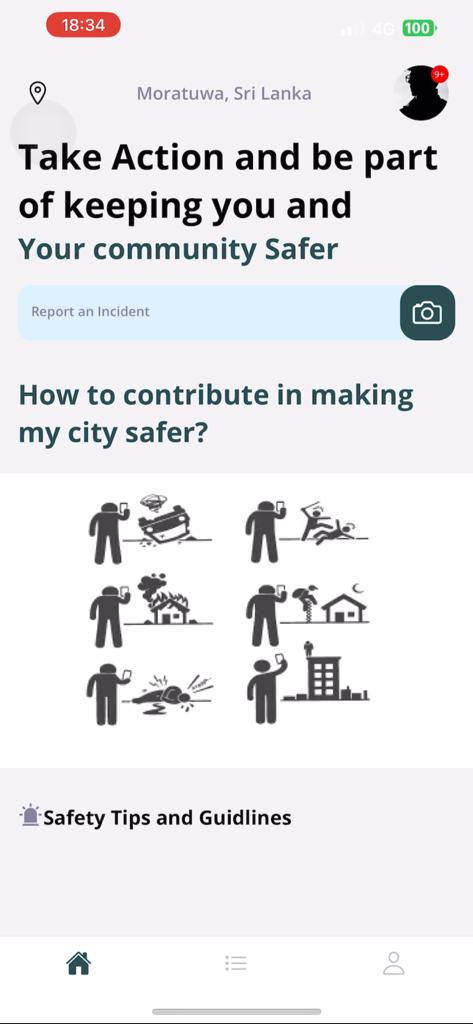 18:34
4G 100
Moratuwa, Sri Lanka
9+
Take Action and be part
of keeping you and
Your community Safer
Report an Incident
How to contribute in making
my city safer?
Safety Tips and Guidlines